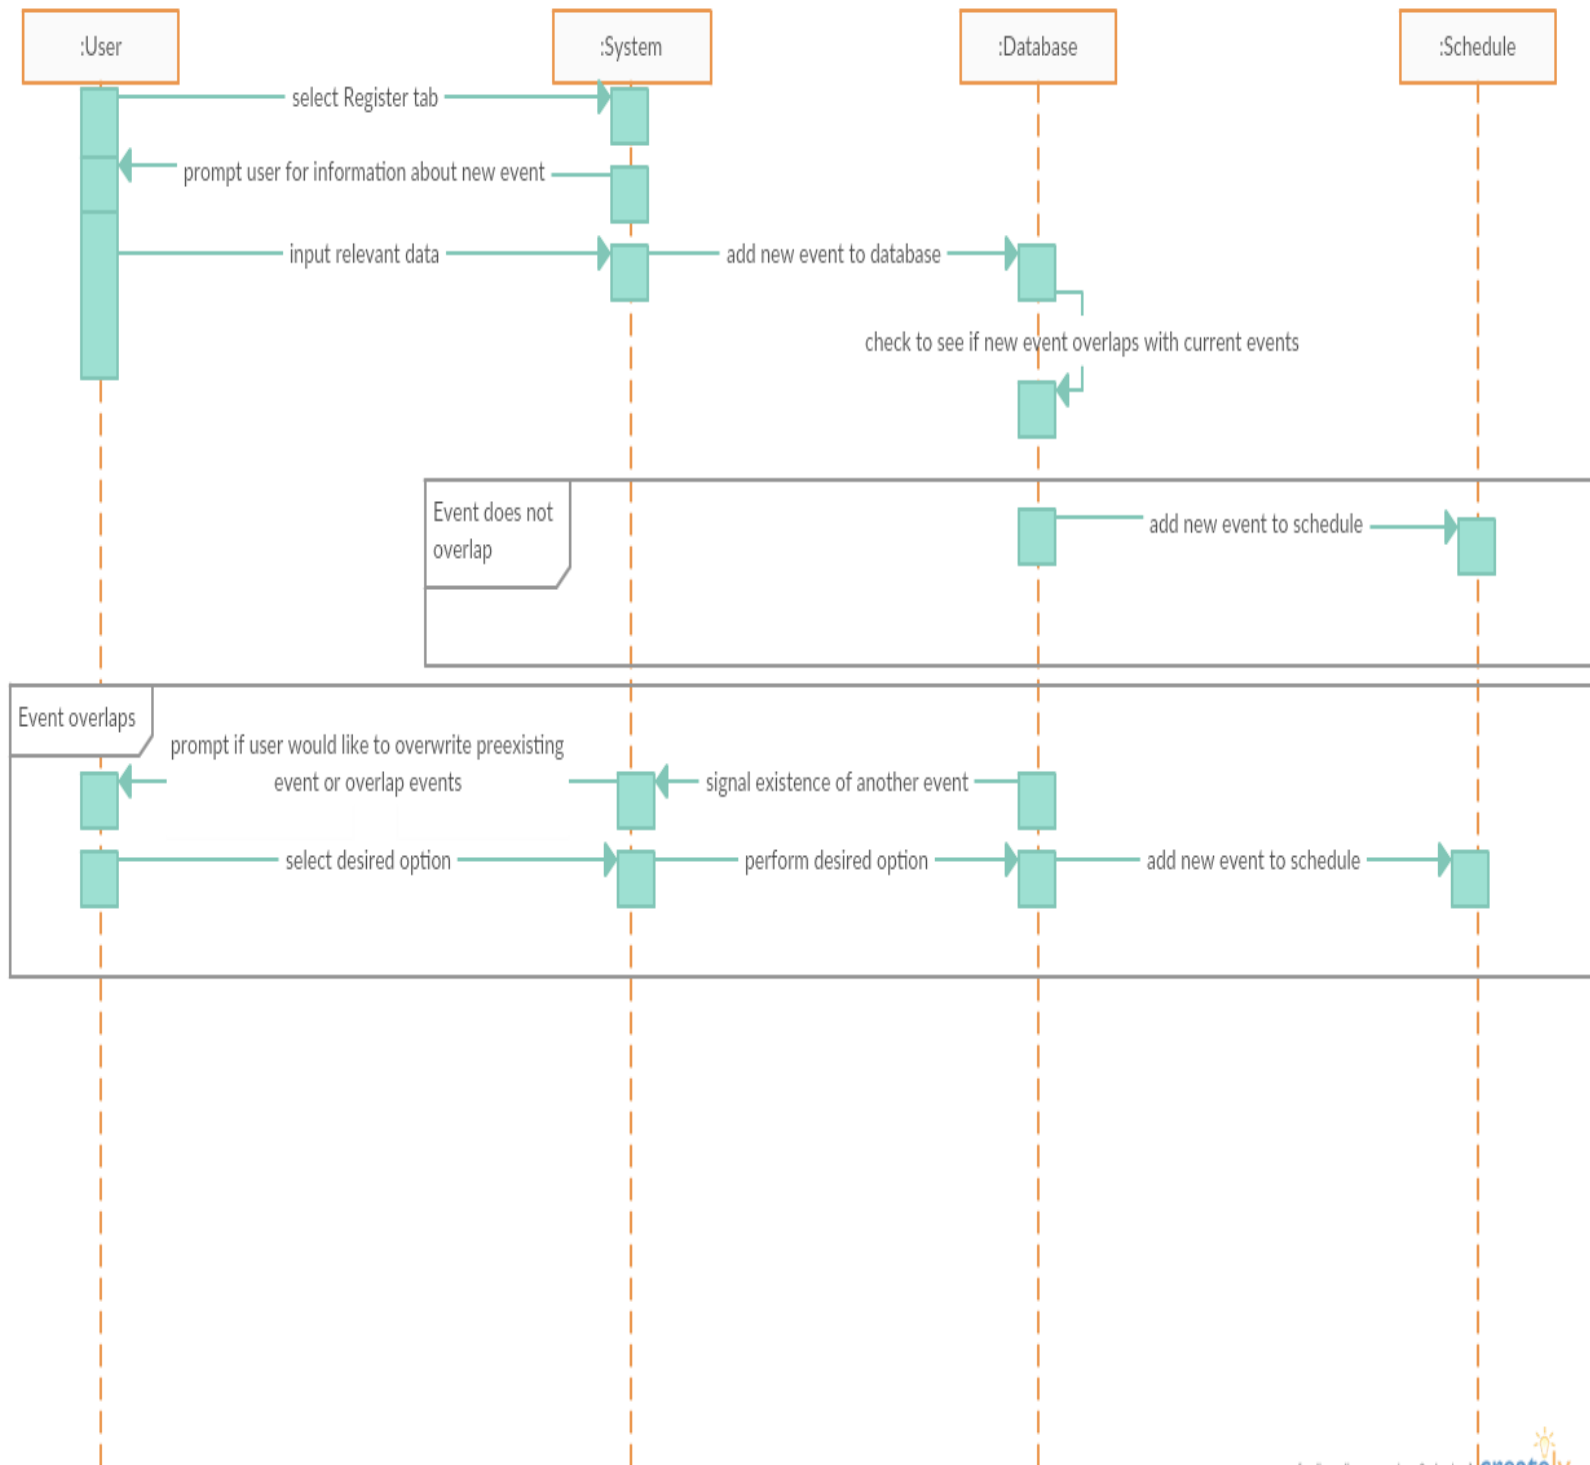 :User
:System
:Database
:Schedule
select Register tab
prompt user for information about new event
input relevant data
add new event to database
check to see if new event overlaps with current events
Event does not
overlap
add new event to schedule
Event overlaps
prompt if user would like to overwrite preexisting
event or overlap events
signal existence of another event
select desired option
perform desired option
add new event to schedule